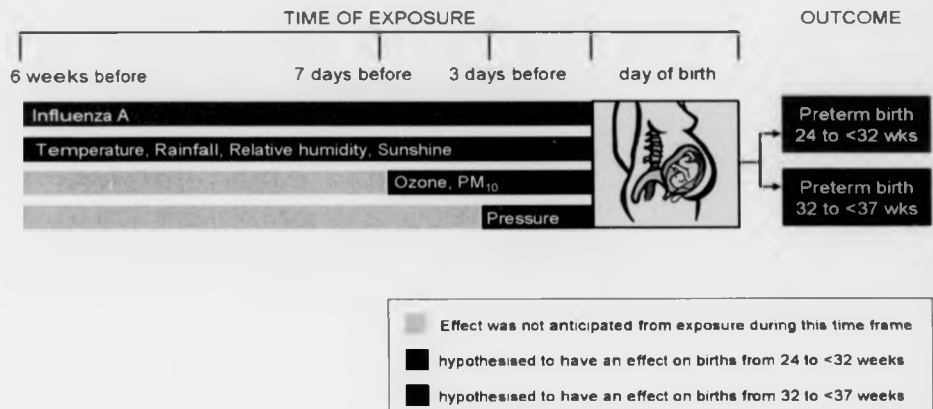 TIME OF EXPOSURE
OUTCOME
6 weeks before
7 days before
3 days before
day of birth
Influenza A
Temperature, Rainfall, Relative humidity, Sunshine
Ozone, PM₁₀
Pressure
Preterm birth
24 to <32 wks
Preterm birth
32 to <37 wks
Effect was not anticipated from exposure during this time frame
hypothesised to have an effect on births from 24 to <32 weeks
hypothesised to have an effect on births from 32 to <37 weeks